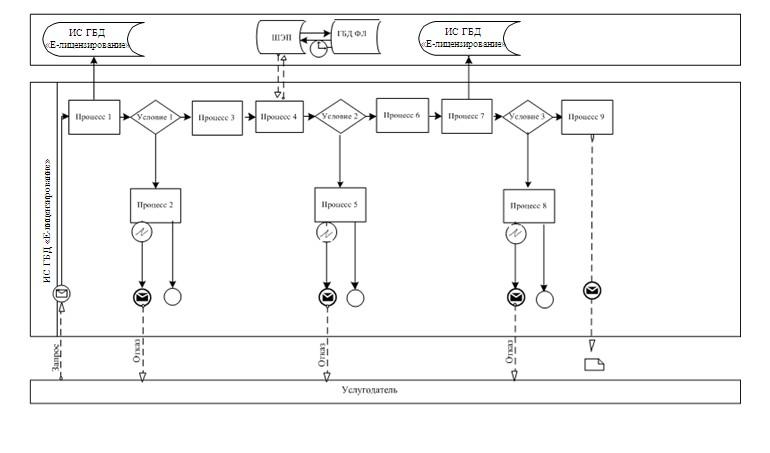 ИС ГБД
«Е-лицензирование»
ШЭП
ГБД ФЛ
ИС ГБД
«Е-лицензирование»
ИС ГБД «Е-лицензирование»
Процесс 1
Условие 1
Процесс 3
Процесс 4
Условие 2
Процесс 6
Процесс 7
Условие 3
Процесс 9
Процесс 2
Процесс 5
Процесс 8
Запрос
Отказ
Отказ
Отказ
Услугодатель